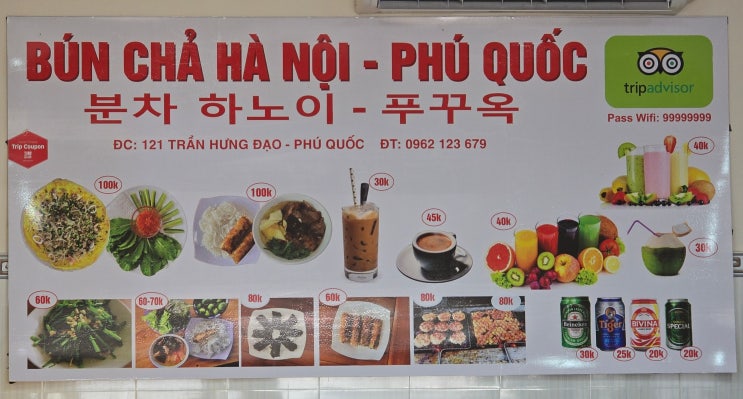 BÚN CHẢ HÀ NỘI - PHÚ QUỐC
분차 하노이 - 푸꾸옥
ĐC: 121 TRẦN HƯNG ĐẠO - PHÚ QUỐC ĐT: 0962 123 679
tripadvisor
Pass Wifi: 99999999
Trip Coupon
40k
100k
100k
30k
45k
40k
30k
60k
60-70k
80k
60k
80k
80k
Heineken
Tiger
BIVINA
SPECIAL
30k
25k
20k
20k